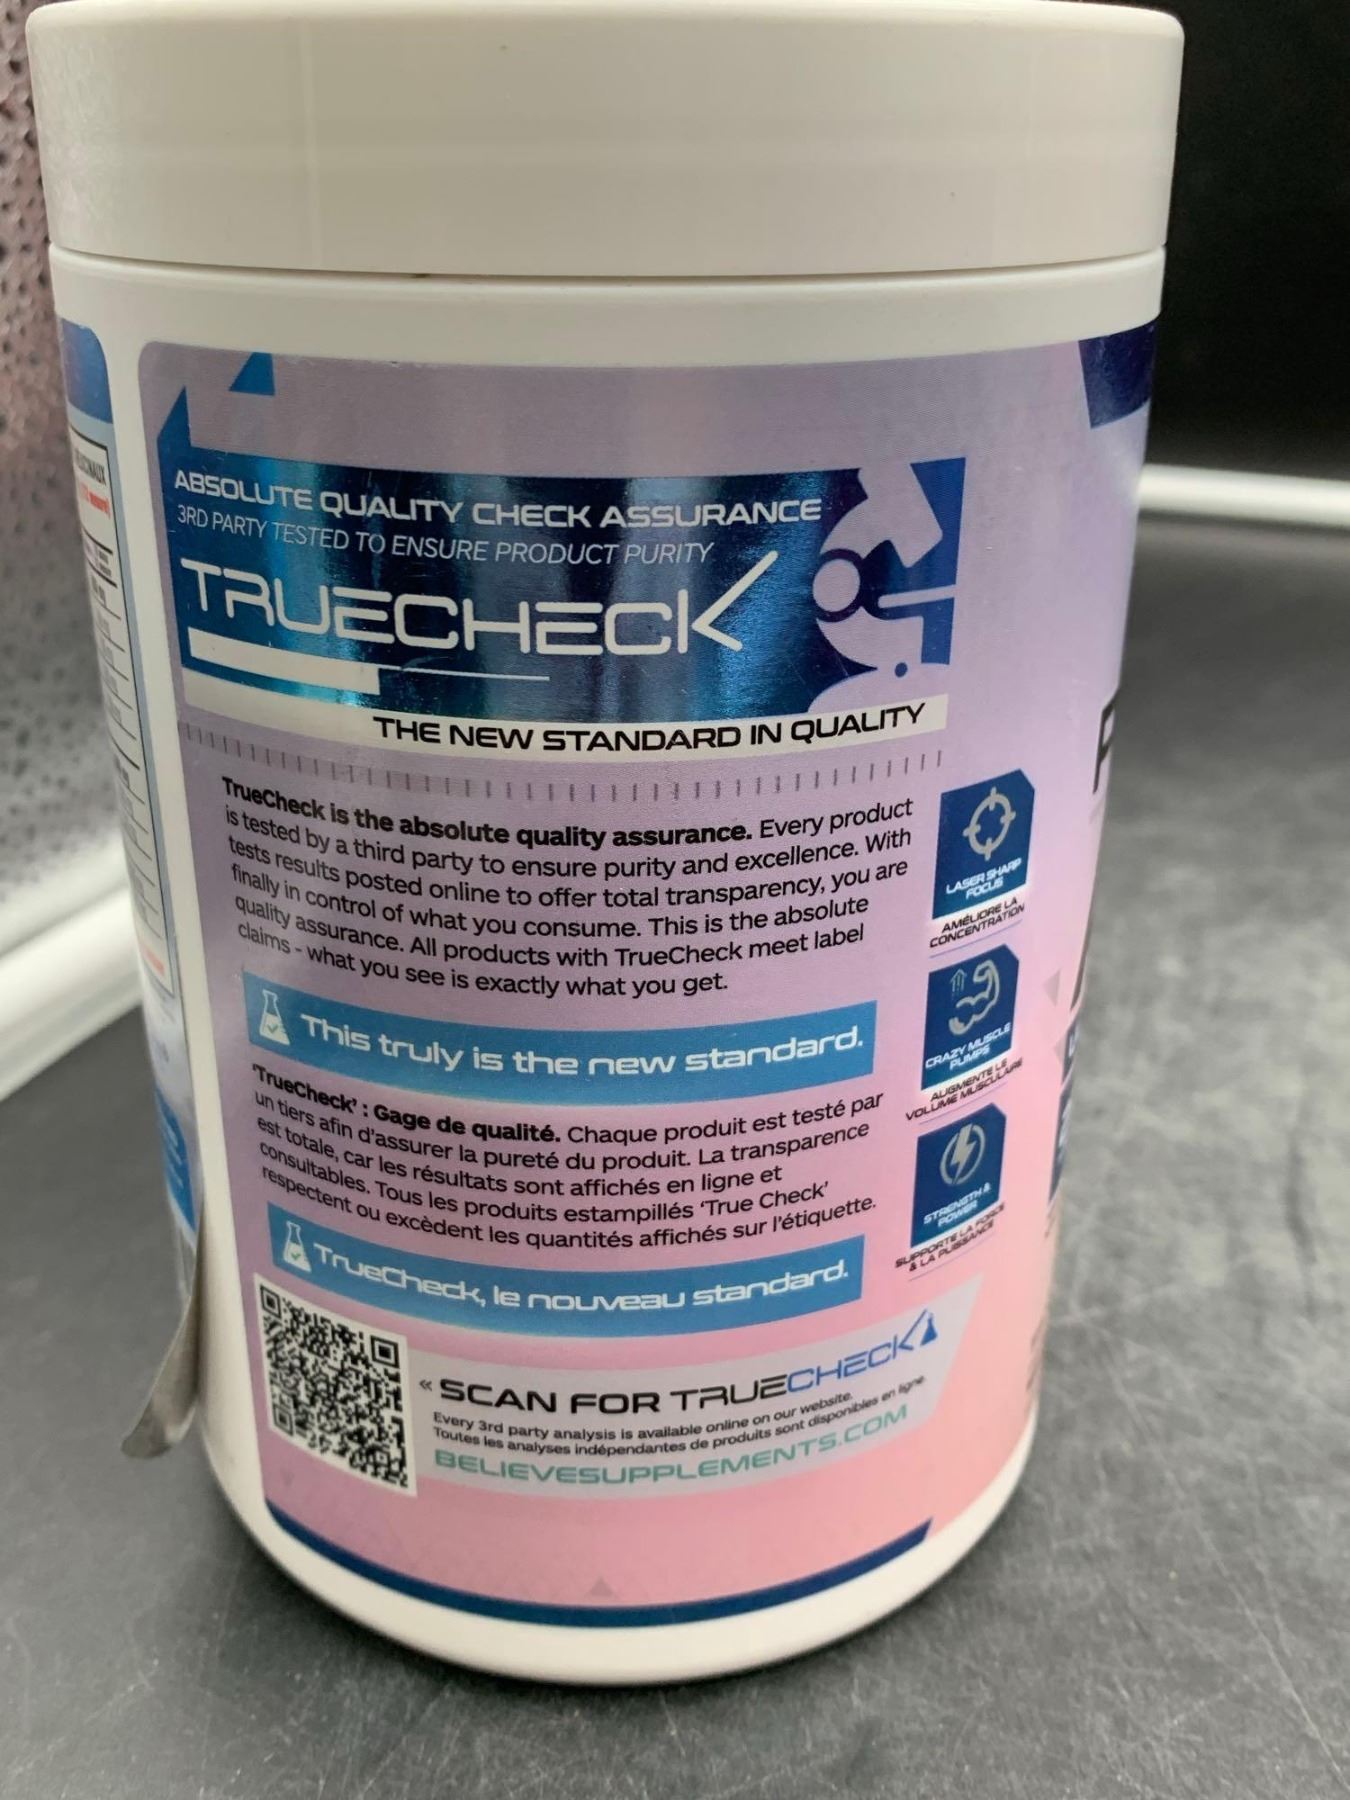 ABSOLUTE QUALITY CHECK ASSURANCE
3RD PARTY TESTED TO ENSURE PRODUCT PURITY
TRUECHECK
THE NEW STANDARD IN QUALITY
TrueCheck is the absolute quality assurance. Every product
is tested by a third party to ensure purity and excellence. With
tests results posted online to offer total transparency, you are
finally in control of what you consume. This is the absolute
quality assurance. All products with TrueCheck meet label
claims - what you see is exactly what you get.
This truly is the new standard.
'TrueCheck' : Gage de qualité. Chaque produit est testé par
un tiers afin d'assurer la pureté du produit. La transparence
est totale, car les résultats sont affichés en ligne et
consultables. Tous les produits estampillés 'True Check'
respectent ou excèdent les quantités affichés sur l'étiquette.
TrueCheck, le nouveau standard.
« SCAN FOR TRUECHECK
Every 3rd party analysis is available online on our website.
Toutes les analyses indépendantes de produits sont disponibles en ligne.
BELIEVESUPPLEMENTS.COM
LASER SHARP
FOCUS
AMÉLIORE LA
CONCENTRATION
CRAZY MUSCLE
PUMPS
AUGMENTE LE
VOLUME MUSCULAIRE
STRENGTH &
POWER
SUPPORTE LA FORCE
& LA PUISSANCE